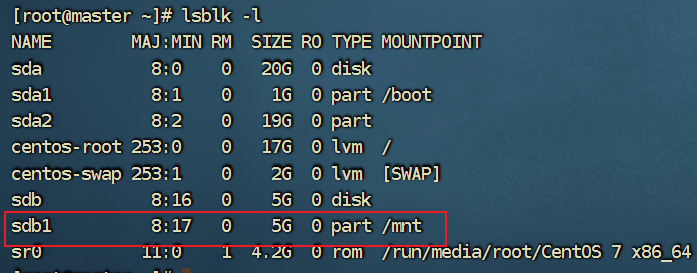 [root@master ~]# lsblk -l
NAME MAJ:MIN RM SIZE RO TYPE MOUNTPOINT
sda 8:0 0 20G 0 disk
sda1 8:1 0 1G 0 part /boot
sda2 8:2 0 19G 0 part
centos-root 253:0 0 17G 0 lvm /
centos-swap 253:1 0 2G 0 lvm [SWAP]
sdb 8:16 0 5G 0 disk
sdb1 8:17 0 5G 0 part /mnt
sr0 11:0 1 4.2G 0 rom /run/media/root/CentOS 7 x86_64
[root@master ~]#